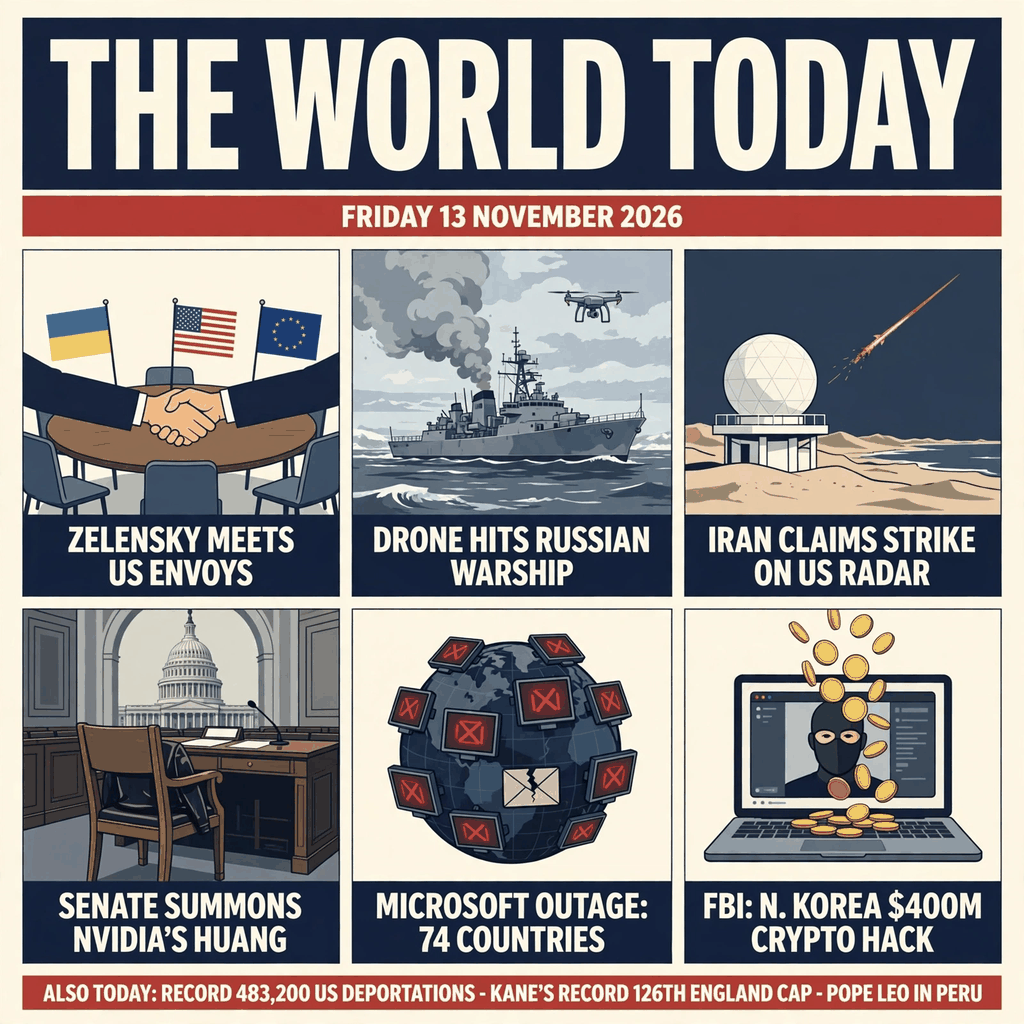 THE WORLD TODAY
FRIDAY 13 NOVEMBER 2026
ZELENSKY MEETS
US ENVOYS
DRONE HITS RUSSIAN
WARSHIP
IRAN CLAIMS STRIKE
ON US RADAR
SENATE SUMMONS
NVIDIA'S HUANG
MICROSOFT OUTAGE:
74 COUNTRIES
FBI: N. KOREA $400M
CRYPTO HACK
ALSO TODAY: RECORD 483,200 US DEPORTATIONS - KANE'S RECORD 126TH ENGLAND CAP - POPE LEO IN PERU